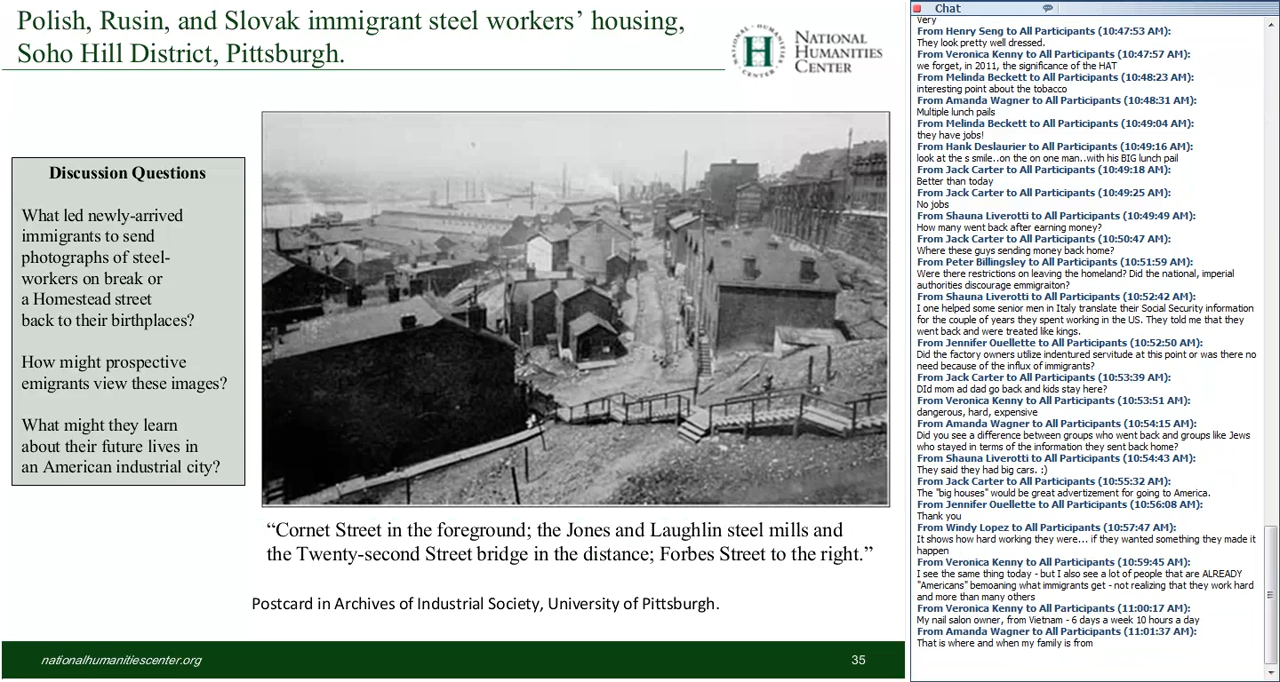 Polish, Rusin, and Slovak immigrant steel workers’ housing,
Soho Hill District, Pittsburgh.
NATIONAL
HUMANITIES
CENTER
Discussion Questions
What led newly-arrived
immigrants to send
photographs of steel-
workers on break or
a Homestead street
back to their birthplaces?
How might prospective
emigrants view these images?
What might they learn
about their future lives in
an American industrial city?
“Cornet Street in the foreground; the Jones and Laughlin steel mills and
the Twenty-second Street bridge in the distance; Forbes Street to the right.”
Postcard in Archives of Industrial Society, University of Pittsburgh.
nationalhumanitiescenter.org
35
Chat
Very
From Henry Seng to All Participants (10:47:53 AM):
They look pretty well dressed.
From Veronica Kenny to All Participants (10:47:57 AM):
we forget, in 2011, the significance of the HAT
From Melinda Beckett to All Participants (10:48:23 AM):
interesting point about the tobacco
From Amanda Wagner to All Participants (10:48:31 AM):
Multiple lunch pails
From Melinda Beckett to All Participants (10:49:04 AM):
they have jobs!
From Hank Deslaurier to All Participants (10:49:16 AM):
look at the s smile..on the on one man..with his BIG lunch pail
From Jack Carter to All Participants (10:49:18 AM):
Better than today
From Jack Carter to All Participants (10:49:25 AM):
No jobs
From Shauna Liverotti to All Participants (10:49:49 AM):
How many went back after earning money?
From Jack Carter to All Participants (10:50:47 AM):
Where these guys sending money back home?
From Peter Billingsley to All Participants (10:51:59 AM):
Were there restrictions on leaving the homeland? Did the national, imperial
authorities discourage emmigraiton?
From Shauna Liverotti to All Participants (10:52:42 AM):
I one helped some senior men in Italy translate their Social Security information
for the couple of years they spent working in the US. They told me that they
went back and were treated like kings.
From Jennifer Ouellette to All Participants (10:52:50 AM):
Did the factory owners utilize indentured servitude at this point or was there no
need because of the influx of immigrants?
From Jack Carter to All Participants (10:53:39 AM):
DId mom ad dad go back and kids stay here?
From Veronica Kenny to All Participants (10:53:51 AM):
dangerous, hard, expensive
From Amanda Wagner to All Participants (10:54:15 AM):
Did you see a difference between groups who went back and groups like Jews
who stayed in terms of the information they sent back home?
From Shauna Liverotti to All Participants (10:54:43 AM):
They said they had big cars. :)
From Jack Carter to All Participants (10:55:32 AM):
The "big houses" would be great advertizement for going to America.
From Jennifer Ouellette to All Participants (10:56:08 AM):
Thank you
From Windy Lopez to All Participants (10:57:47 AM):
It shows how hard working they were... if they wanted something they made it
happen
From Veronica Kenny to All Participants (10:59:45 AM):
I see the same thing today - but I also see a lot of people that are ALREADY
"Americans" bemoaning what immigrants get - not realizing that they work hard
and more than many others
From Veronica Kenny to All Participants (11:00:17 AM):
My nail salon owner, from Vietnam - 6 days a week 10 hours a day
From Amanda Wagner to All Participants (11:01:37 AM):
That is where and when my family is from